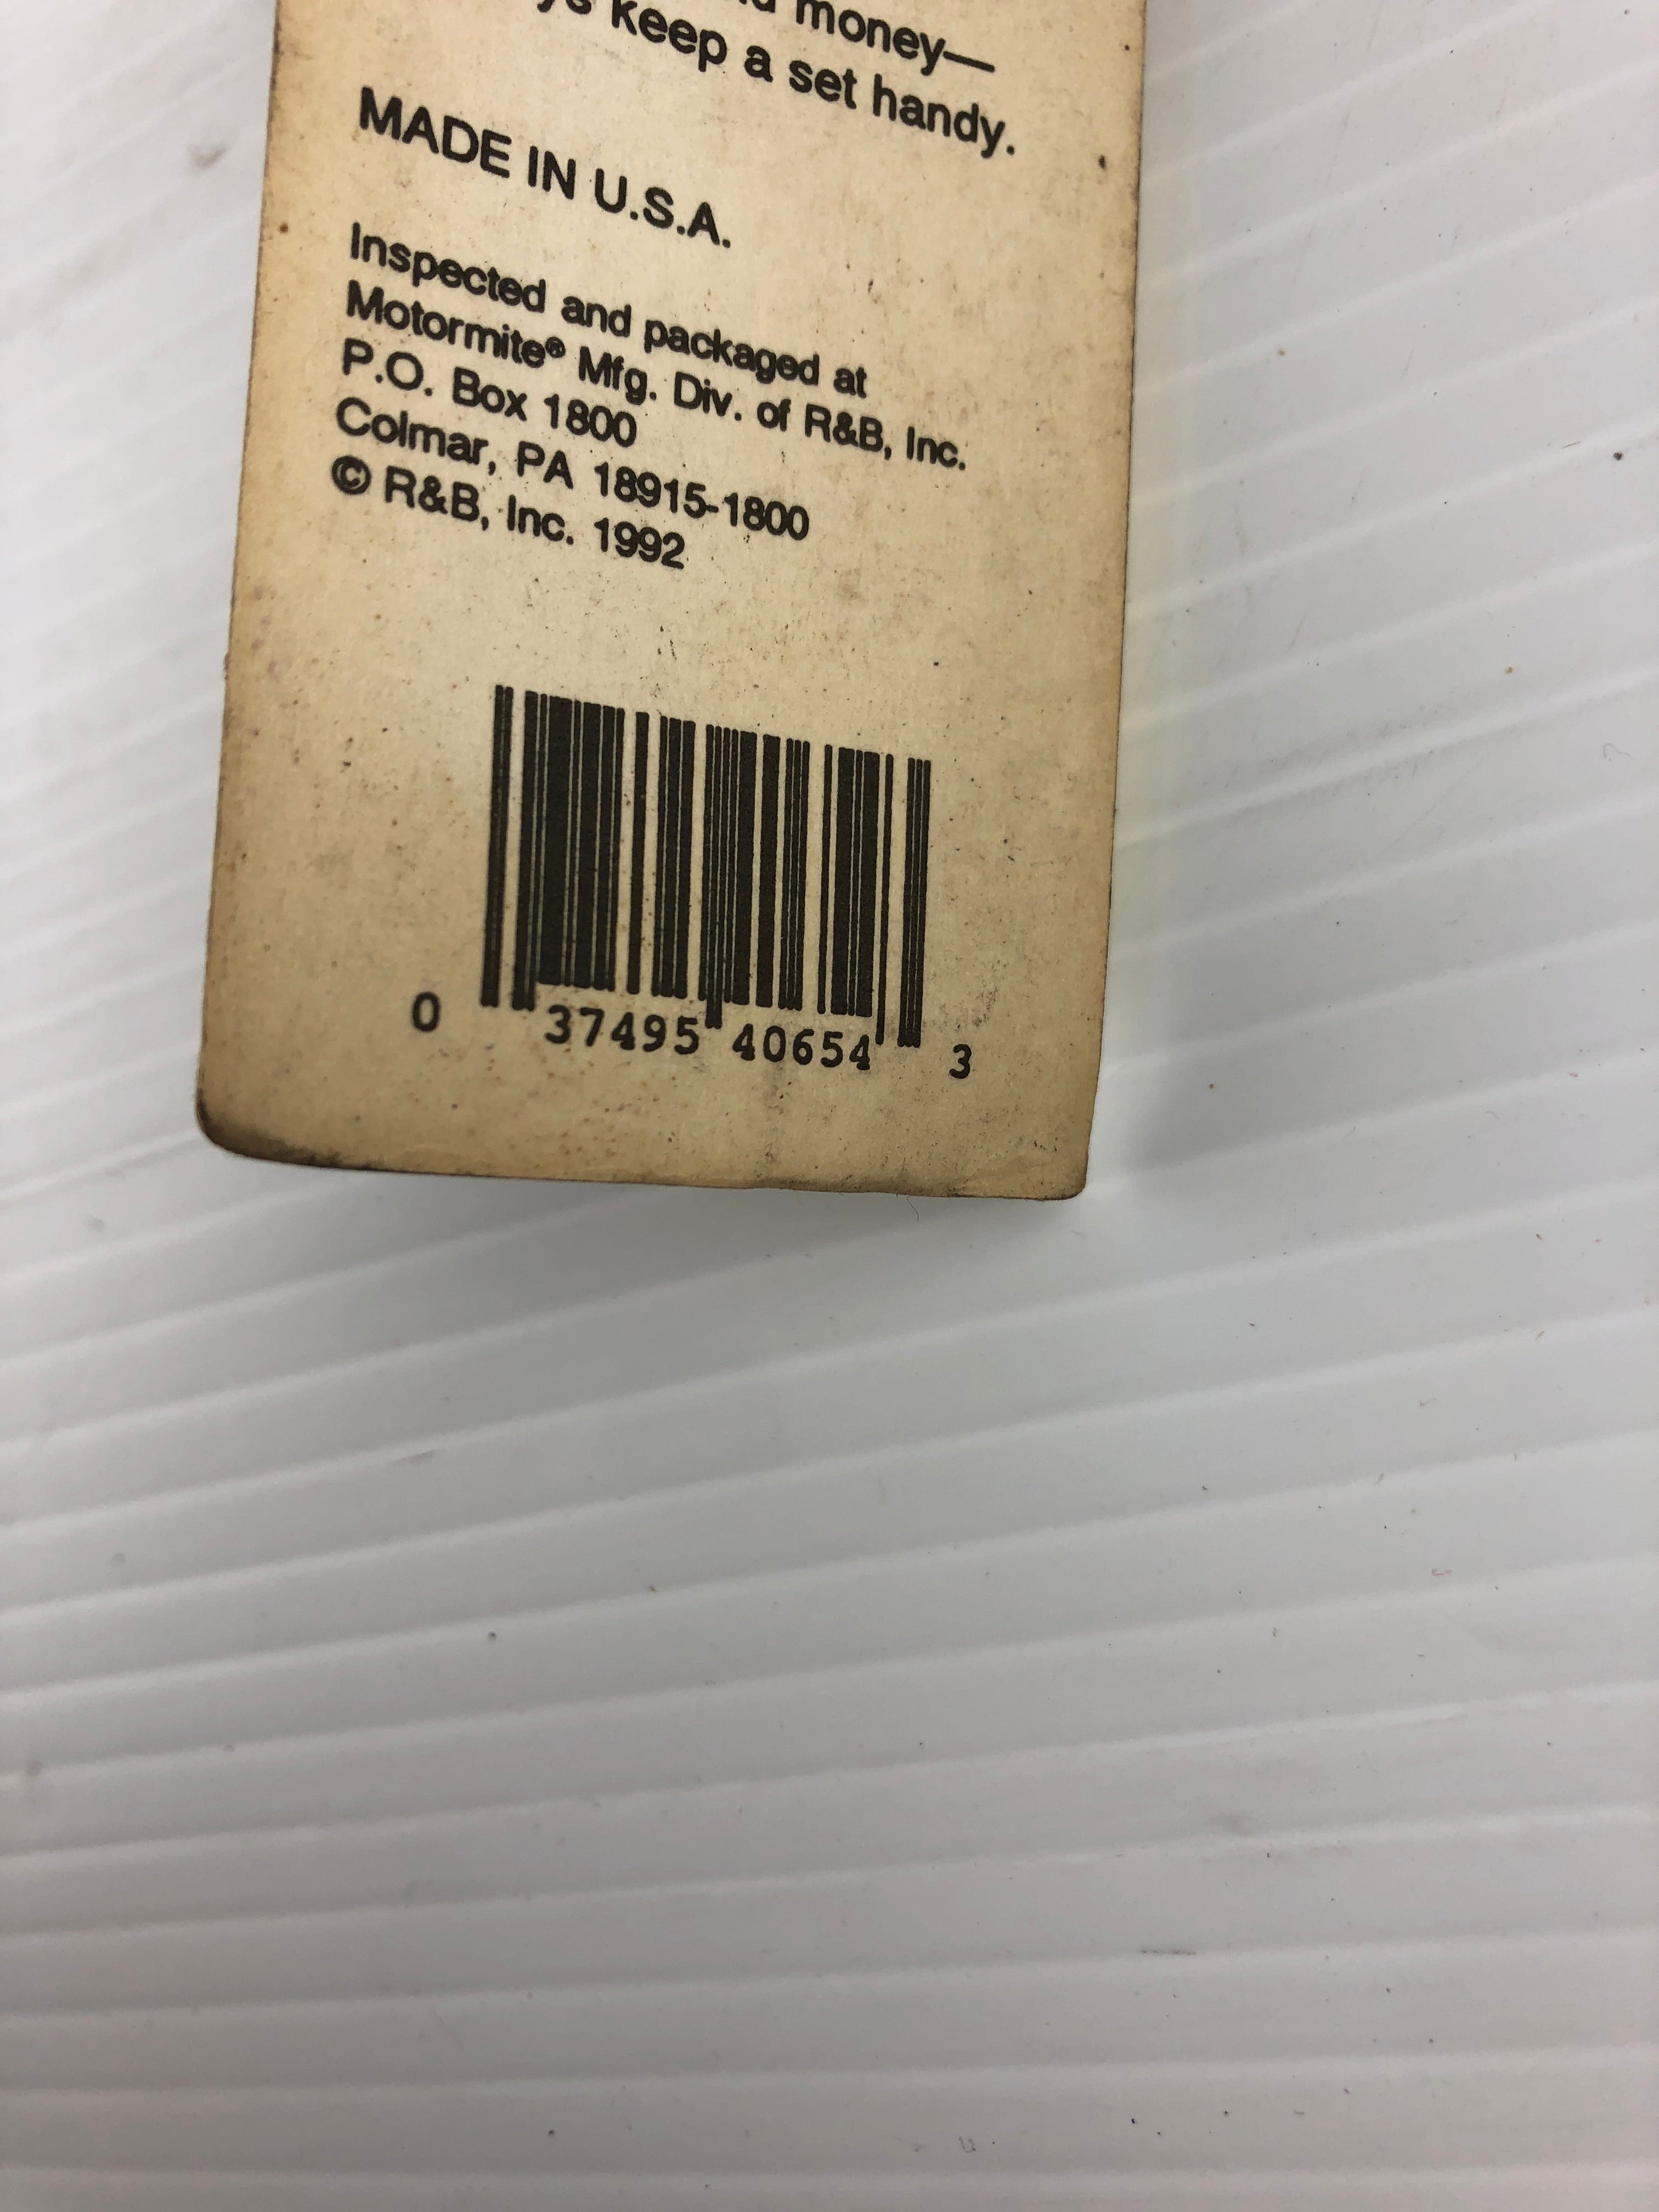 money—
keep a set handy.
MADE IN U.S.A.
Inspected and packaged at
Motormite® Mfg. Div. of R&B, Inc.
P.O. Box 1800
Colmar, PA 18915-1800
© R&B, Inc. 1992
0 37495 40654 3